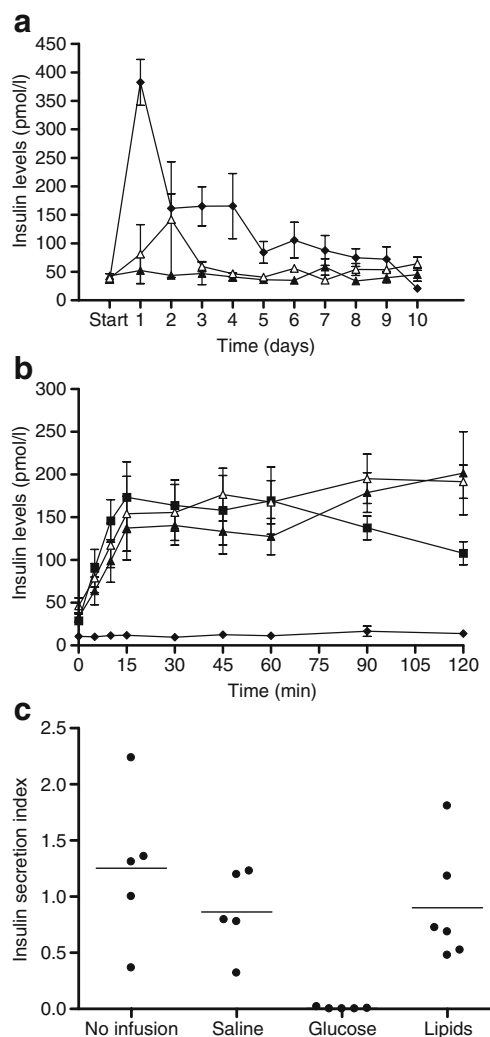 a
Insulin levels (pmol/l)
450
400
350
300
250
200
150
100
50
0
Start 1 2 3 4 5 6 7 8 9 10
Time (days)
b
Insulin levels (pmol/l)
300
250
200
150
100
50
0
0 15 30 45 60 75 90 105 120
Time (min)
c
Insulin secretion index
2.5
2.0
1.5
1.0
0.5
0.0
No infusion Saline Glucose Lipids